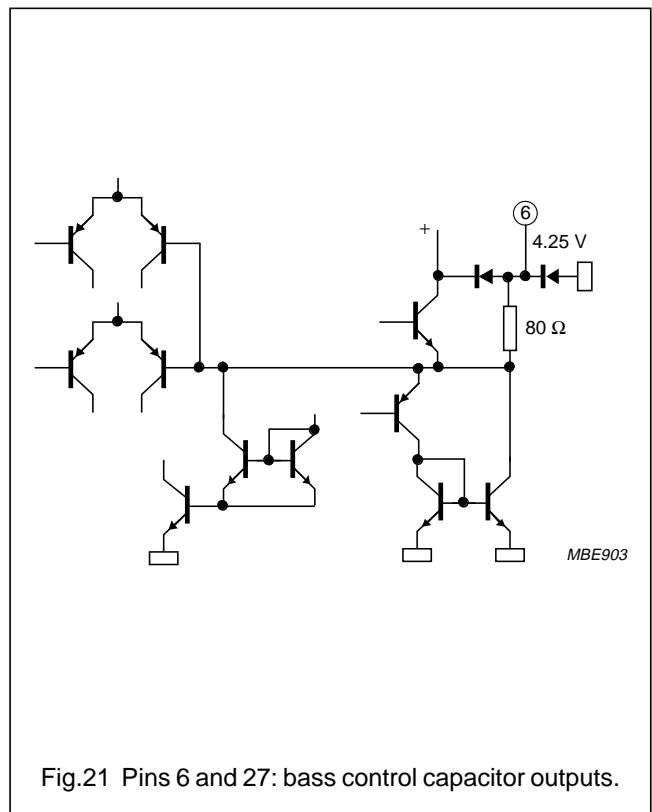 6
+
4.25 V
80 Ω
MBE903
Fig.21 Pins 6 and 27: bass control capacitor outputs.